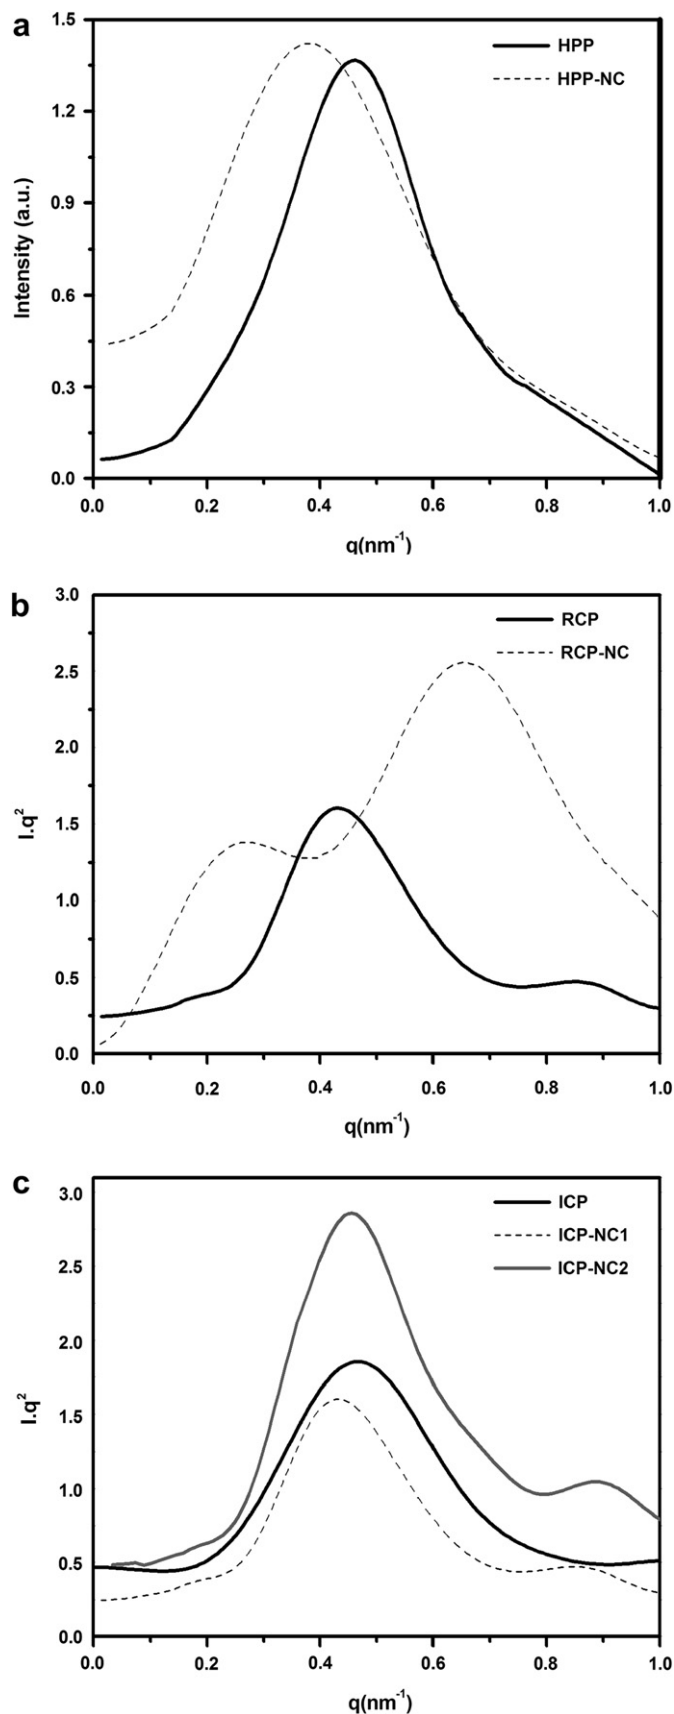 a
1.5
1.2
0.9
0.6
0.3
0.0
Intensity (a.u.)
HPP
HPP-NC
0.0 0.2 0.4 0.6 0.8 1.0
q(nm⁻¹)
b
3.0
2.5
2.0
1.5
1.0
0.5
0.0
I.q²
RCP
RCP-NC
0.0 0.2 0.4 0.6 0.8 1.0
q(nm⁻¹)
c
3.0
2.5
2.0
1.5
1.0
0.5
0.0
I.q²
ICP
ICP-NC1
ICP-NC2
0.0 0.2 0.4 0.6 0.8 1.0
q(nm⁻¹)